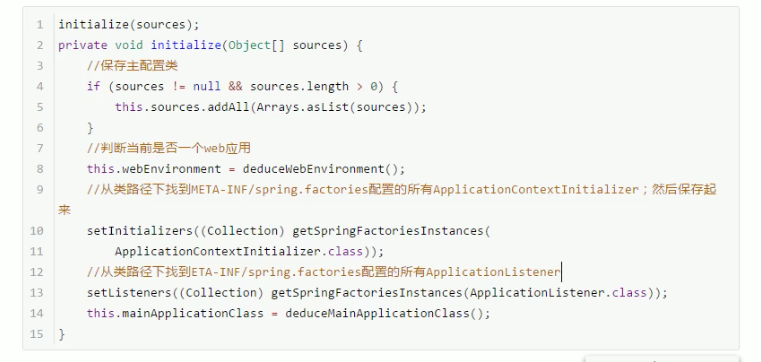 1 initialize(sources);
2 private void initialize(Object[] sources) {
3 //保存主配置类
4 if (sources != null && sources.length > 0) {
5 this.sources.addAll(Arrays.asList(sources));
6 }
7 //判断当前是否一个web应用
8 this.webEnvironment = deduceWebEnvironment();
9 //从类路径下找到META-INF/spring.factories配置的所有ApplicationContextInitializer；然后保存起
来
10 setInitializers((Collection) getSpringFactoriesInstances(
11 ApplicationContextInitializer.class));
12 //从类路径下找到ETA-INF/spring.factories配置的所有ApplicationListener
13 setListeners((Collection) getSpringFactoriesInstances(ApplicationListener.class));
14 this.mainApplicationClass = deduceMainApplicationClass();
15 }